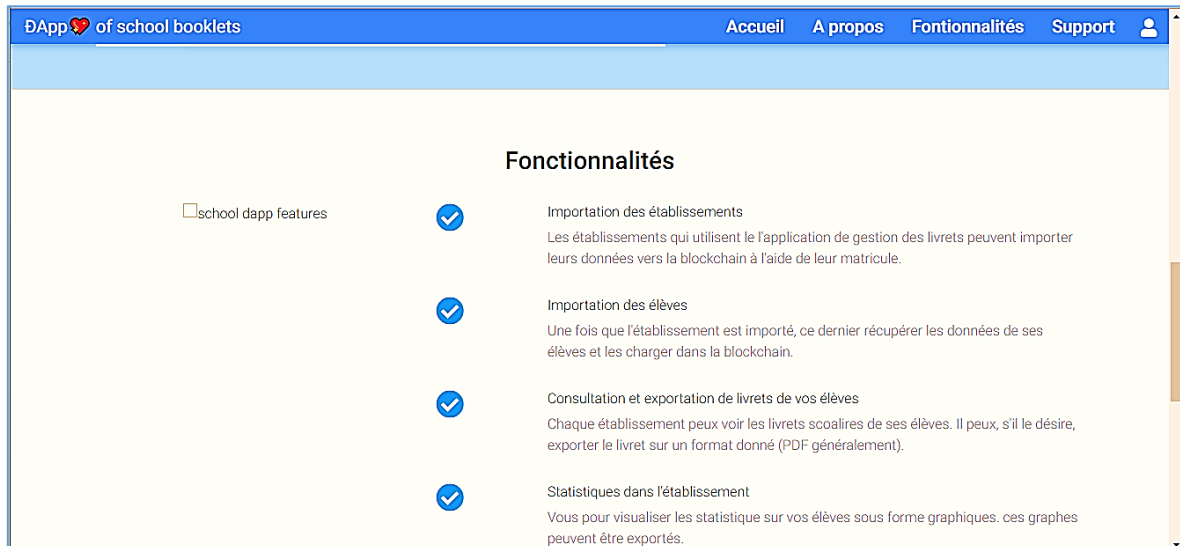 ÐApp💖 of school booklets
Accueil A propos Fontionnalités Support
Fonctionnalités
school dapp features
Importation des établissements
Les établissements qui utilisent le l'application de gestion des livrets peuvent importer
leurs données vers la blockchain à l'aide de leur matricule.
Importation des élèves
Une fois que l'établissement est importé, ce dernier récupérer les données de ses
élèves et les charger dans la blockchain.
Consultation et exportation de livrets de vos élèves
Chaque établissement peux voir les livrets scoalires de ses élèves. Il peux, s'il le désire,
exporter le livret sur un format donné (PDF généralement).
Statistiques dans l'établissement
Vous pour visualiser les statistique sur vos élèves sous forme graphiques. ces graphes
peuvent être exportés.